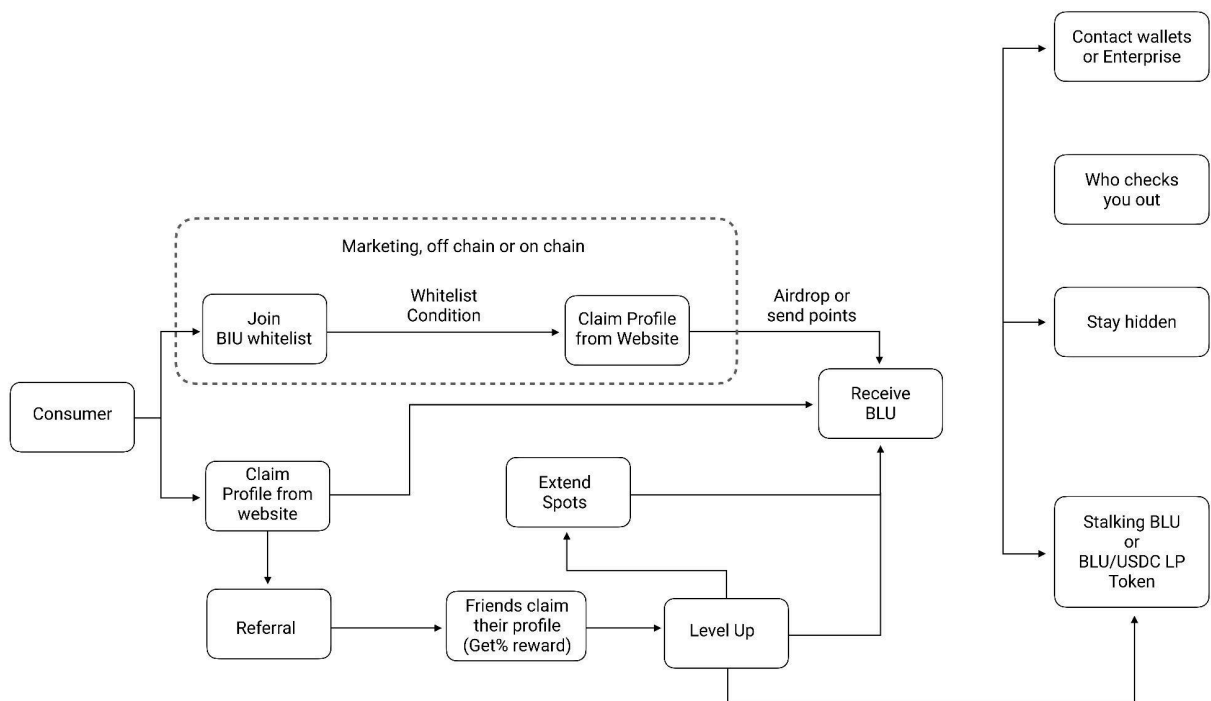 Contact wallets
or Enterprise
Who checks
you out
Marketing, off chain or on chain
Join
BIU whitelist
Whitelist
Condition
Claim Profile
from Website
Airdrop or
send points
Stay hidden
Consumer
Receive
BLU
Claim
Profile from
website
Extend
Spots
Stalking BLU
or
BLU/USDC LP
Token
Referral
Friends claim
their profile
(Get% reward)
Level Up